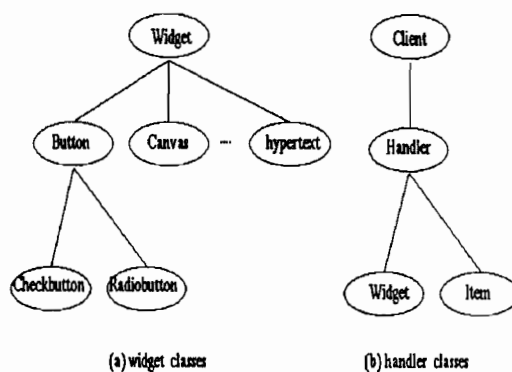 Widget
Client
Button
Canvas
...
hypertext
Handler
Checkbutton
Radiobutton
Widget
Item
(a) widget classes
(b) handler classes